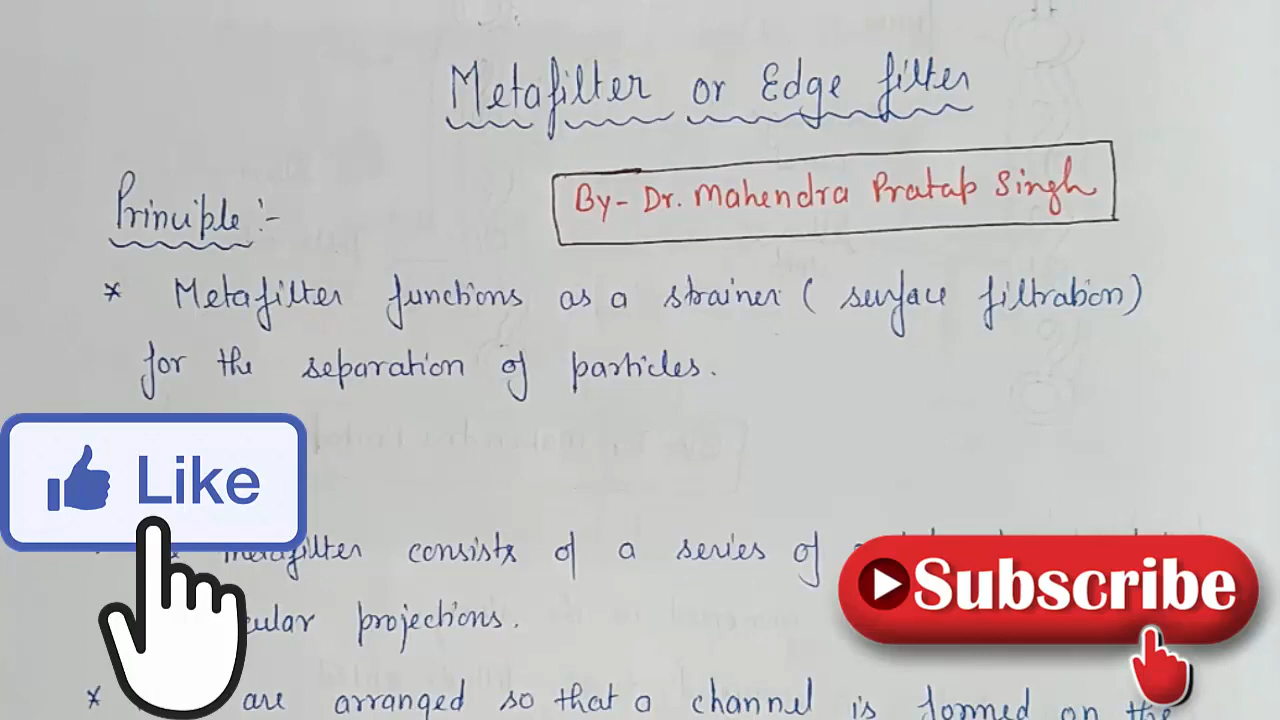 Metafilter or Edge filter
By- Dr. Mahendra Pratap Singh
Principle :-
* Metafilter functions as a strainer ( surface filtration)
for the separation of particles.
Like
metafilter consists of a series of
Subscribe
projections.
* are arranged so that a channel is formed on the